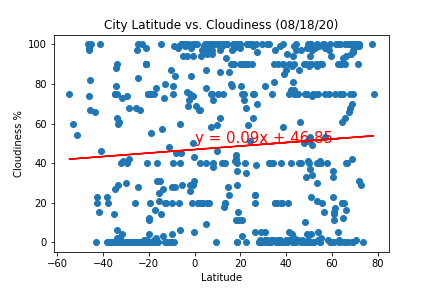 City Latitude vs. Cloudiness (08/18/20)
100
80
60
40
20
0
Cloudiness %
y = 0.09x + 46.85
−60 −40 −20 0 20 40 60 80
Latitude